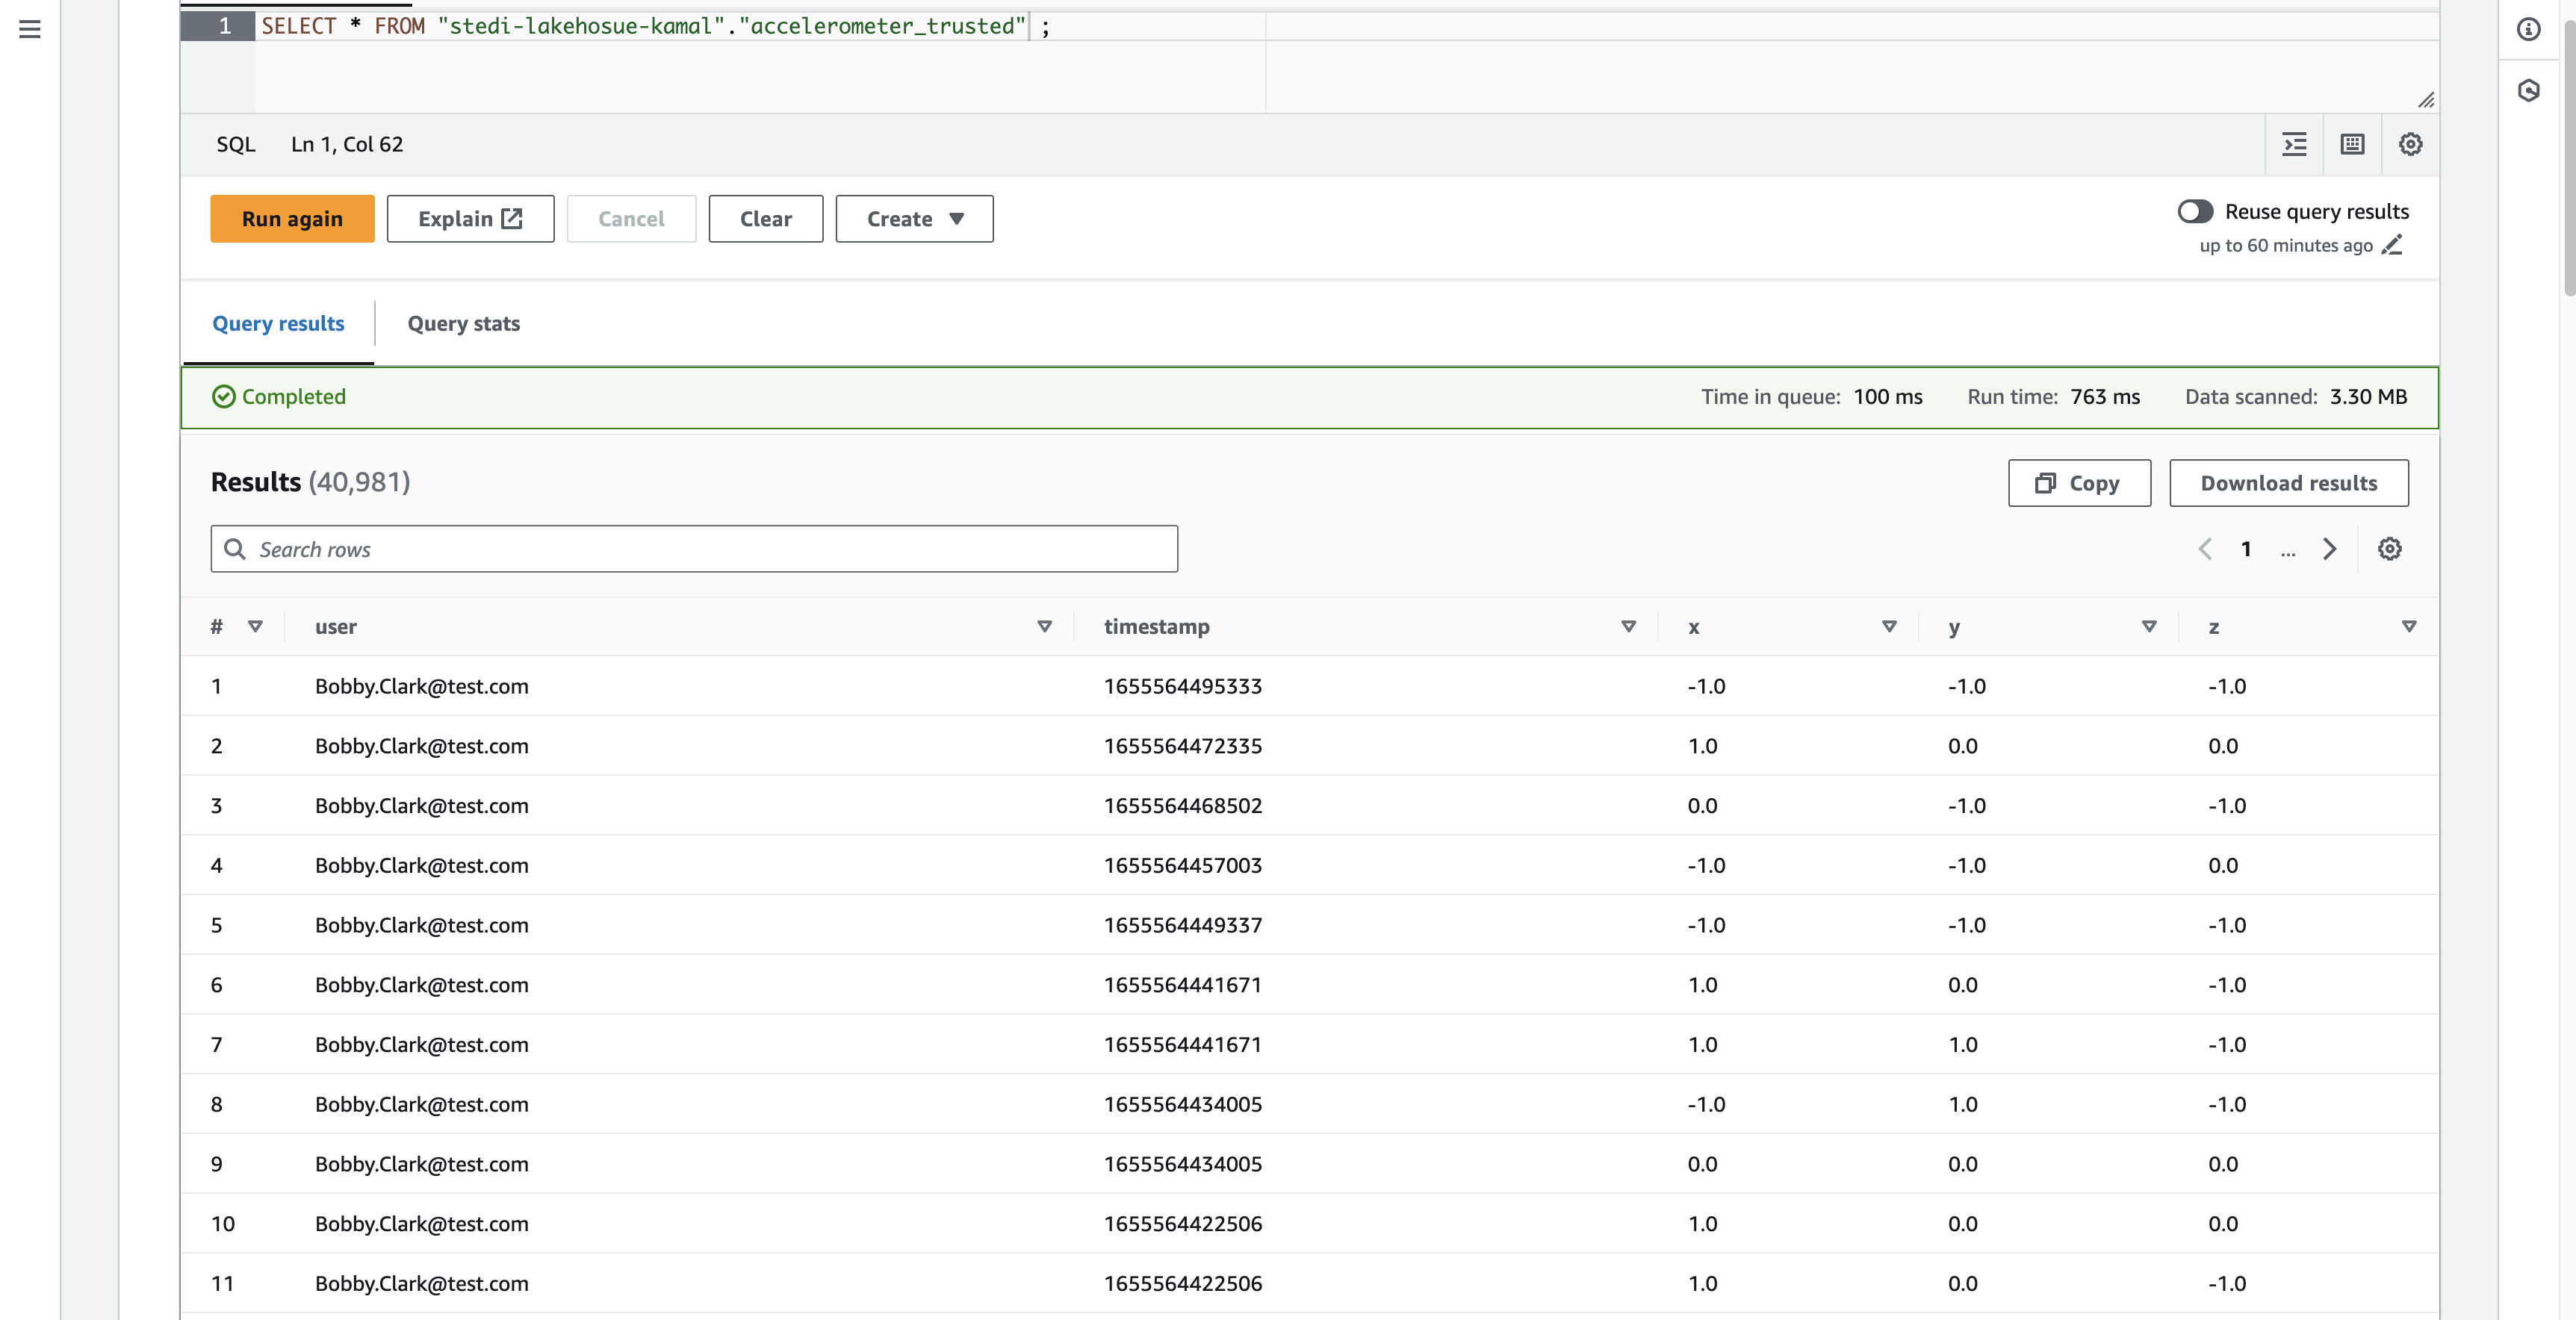 1 SELECT * FROM "stedi-lakehosue-kamal"."accelerometer_trusted" ;
SQL Ln 1, Col 62
Run again Explain Cancel Clear Create Reuse query results
up to 60 minutes ago
Query results Query stats
Completed Time in queue: 100 ms Run time: 763 ms Data scanned: 3.30 MB
Results (40,981) Copy Download results
Search rows 1 ...
# user timestamp x y z
1 Bobby.Clark@test.com 1655564495333 -1.0 -1.0 -1.0
2 Bobby.Clark@test.com 1655564472335 1.0 0.0 0.0
3 Bobby.Clark@test.com 1655564468502 0.0 -1.0 -1.0
4 Bobby.Clark@test.com 1655564457003 -1.0 -1.0 0.0
5 Bobby.Clark@test.com 1655564449337 -1.0 -1.0 -1.0
6 Bobby.Clark@test.com 1655564441671 1.0 0.0 -1.0
7 Bobby.Clark@test.com 1655564441671 1.0 1.0 -1.0
8 Bobby.Clark@test.com 1655564434005 -1.0 1.0 -1.0
9 Bobby.Clark@test.com 1655564434005 0.0 0.0 0.0
10 Bobby.Clark@test.com 1655564422506 1.0 0.0 0.0
11 Bobby.Clark@test.com 1655564422506 1.0 0.0 -1.0